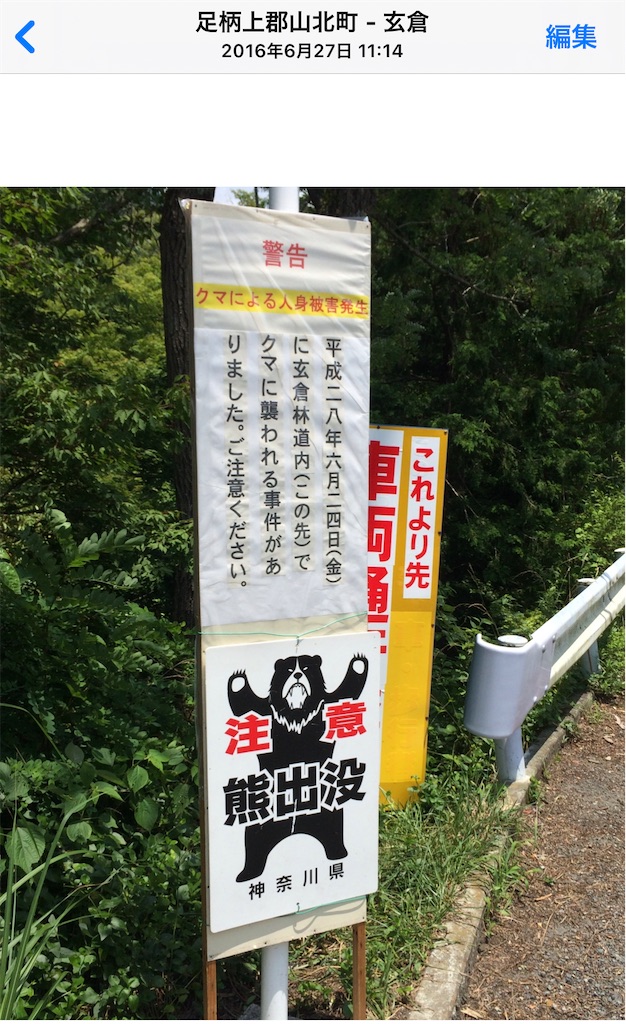 足柄上郡山北町 - 玄倉
2016年6月27日 11:14
編集
警告
クマによる人身被害発生
平成二八年六月二四日（金）
に玄倉林道内（この先）で
クマに襲われる事件があ
りました。ご注意ください。
注意
熊出没
神奈川県
これより先
車両通